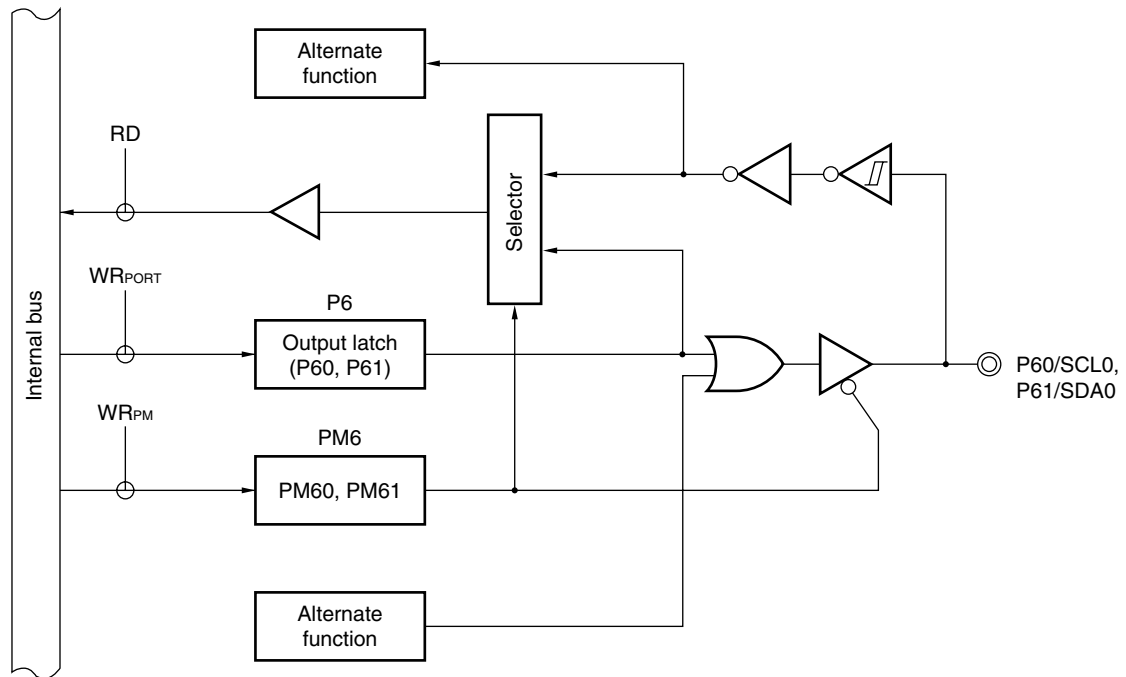 Alternate
function
RD
Selector
WRPORT
P6
Output latch
(P60, P61)
Internal bus
P60/SCL0,
P61/SDA0
WRPM
PM6
PM60, PM61
Alternate
function